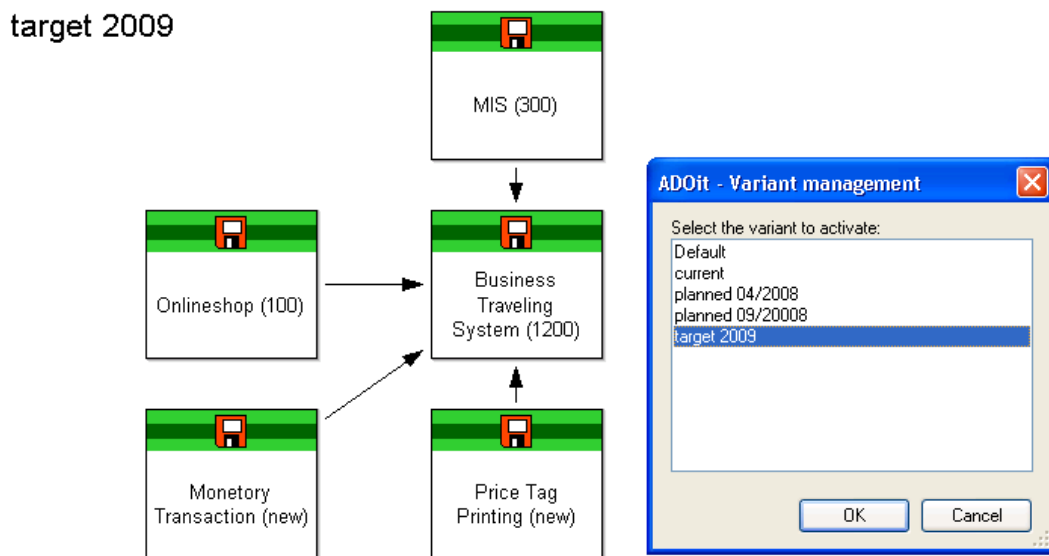 target 2009
MIS (300)
Onlineshop (100)
Business
Traveling
System (1200)
Monetory
Transaction (new)
Price Tag
Printing (new)
ADOit - Variant management
Select the variant to activate:
Default
current
planned 04/2008
planned 09/20008
target 2009
OK
Cancel